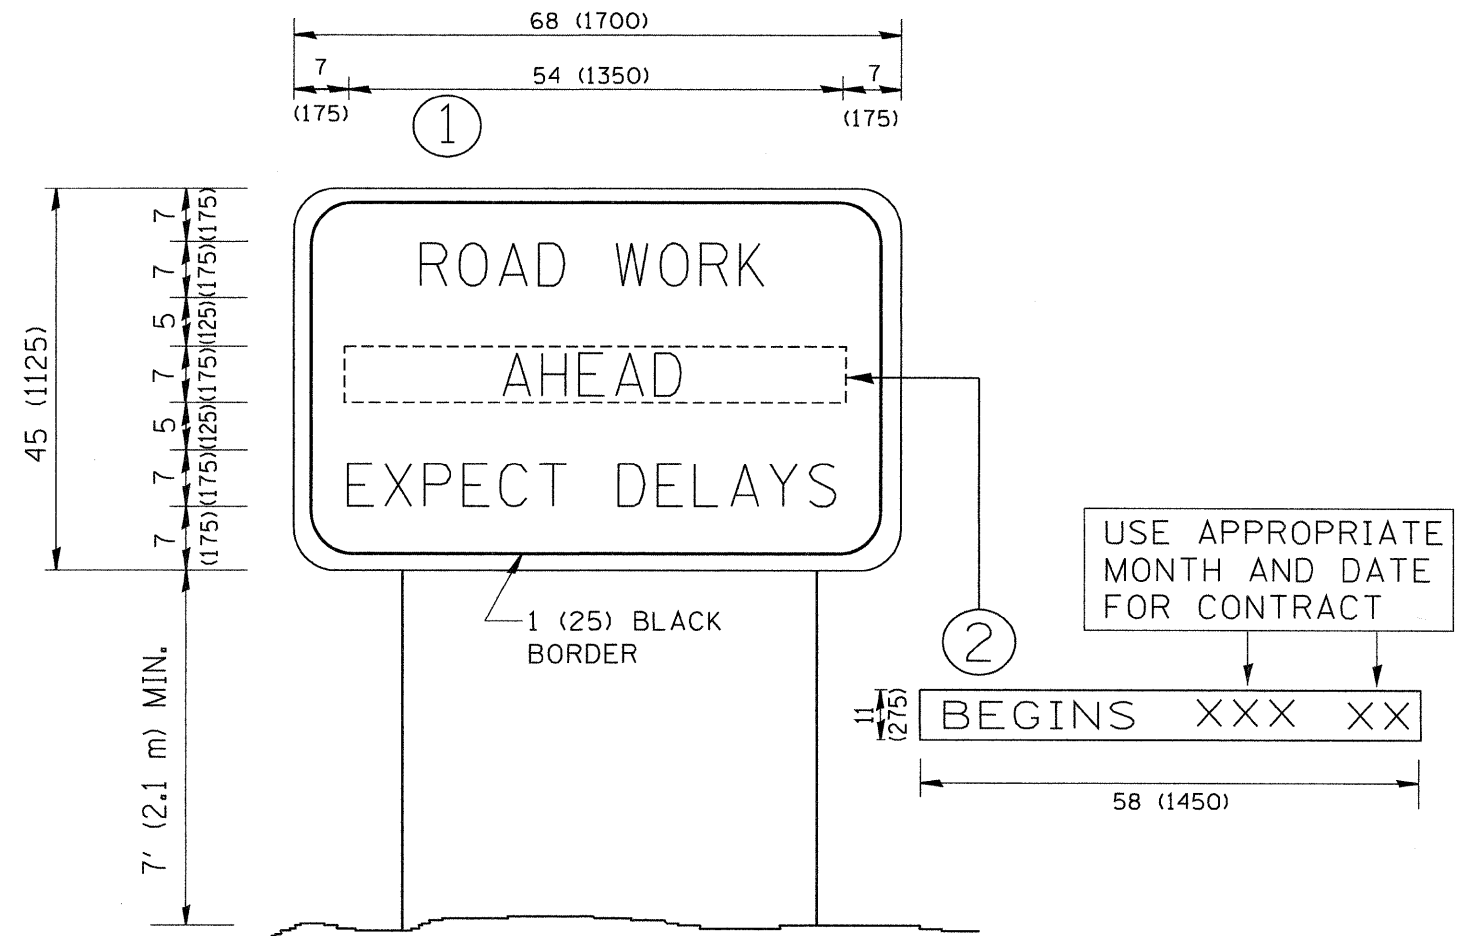 68 (1700)
7
54 (1350)
7
(175)
(175)
1
7
(175)
7
(175)
5
(125)
7
(175)
5
(125)
7
(175)
7
(175)
45 (1125)
ROAD WORK
AHEAD
EXPECT DELAYS
1 (25) BLACK
BORDER
7' (2.1 m) MIN.
2
USE APPROPRIATE
MONTH AND DATE
FOR CONTRACT
11
(275)
BEGINS XXX XX
58 (1450)